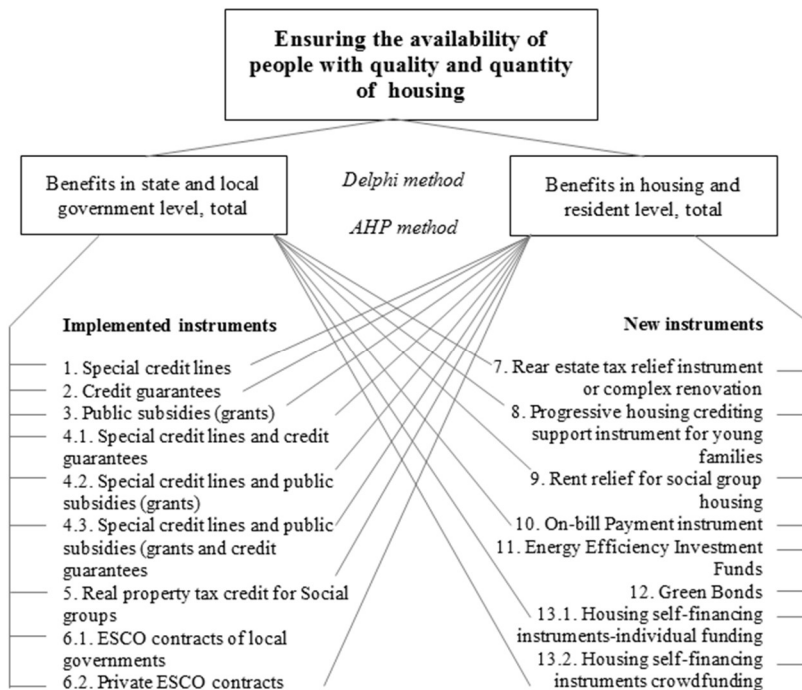 Ensuring the availability of
people with quality and quantity
of housing
Benefits in state and local
government level, total
Delphi method
AHP method
Benefits in housing and
resident level, total
Implemented instruments
1. Special credit lines
2. Credit guarantees
3. Public subsidies (grants)
4.1. Special credit lines and credit
guarantees
4.2. Special credit lines and public
subsidies (grants)
4.3. Special credit lines and public
subsidies (grants and credit
guarantees
5. Real property tax credit for Social
groups
6.1. ESCO contracts of local
governments
6.2. Private ESCO contracts
New instruments
7. Rear estate tax relief instrument
or complex renovation
8. Progressive housing crediting
support instrument for young
families
9. Rent relief for social group
housing
10. On-bill Payment instrument
11. Energy Efficiency Investment
Funds
12. Green Bonds
13.1. Housing self-financing
instruments-individual funding
13.2. Housing self-financing
instruments crowdfunding